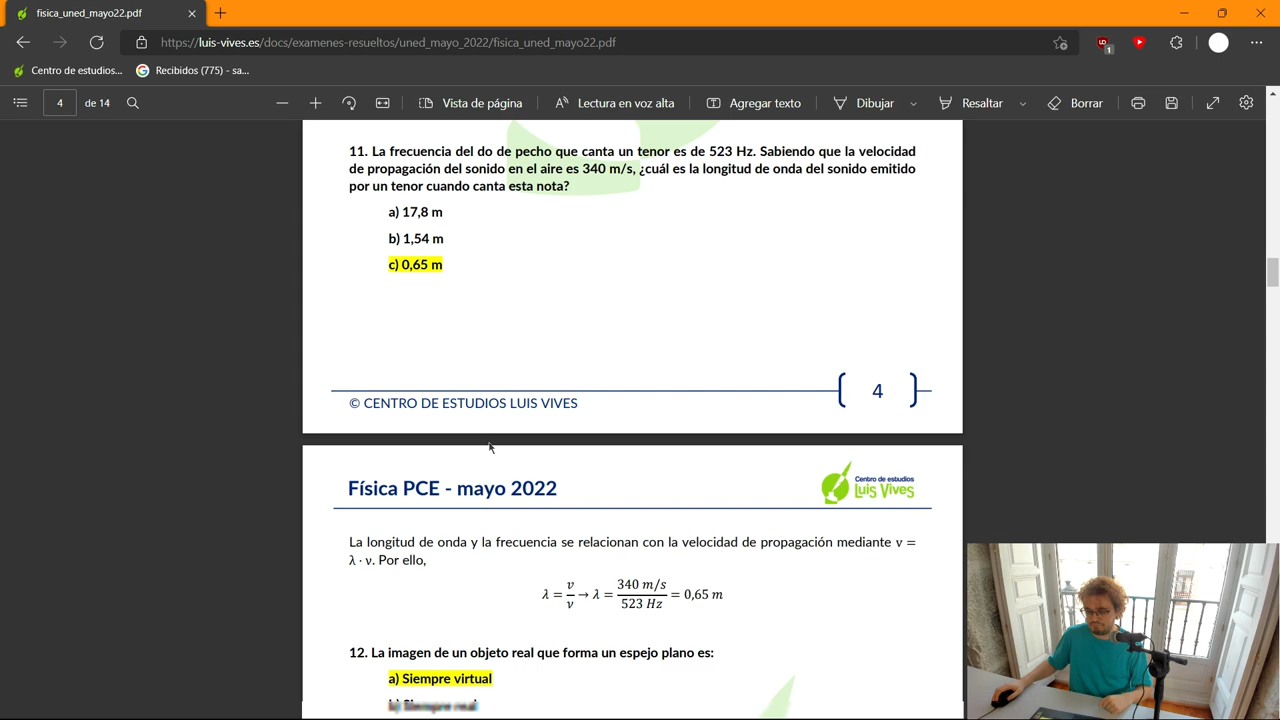 fisica_uned_mayo22.pdf
https://luis-vives.es/docs/examenes-resueltos/uned_mayo_2022/fisica_uned_mayo22.pdf
1
Centro de estudios...
Recibidos (775) - sa...
4 de 14
Vista de página
Lectura en voz alta
Agregar texto
Dibujar
Resaltar
Borrar
11. La frecuencia del do de pecho que canta un tenor es de 523 Hz. Sabiendo que la velocidad
de propagación del sonido en el aire es 340 m/s, ¿cuál es la longitud de onda del sonido emitido
por un tenor cuando canta esta nota?
a) 17,8 m
b) 1,54 m
c) 0,65 m
4
© CENTRO DE ESTUDIOS LUIS VIVES
Física PCE - mayo 2022
Centro de estudios
Luis Vives
La longitud de onda y la frecuencia se relacionan con la velocidad de propagación mediante v =
λ · ν. Por ello,
λ = v/ν → λ = 340 m/s / 523 Hz = 0,65 m
12. La imagen de un objeto real que forma un espejo plano es:
a) Siempre virtual
b) Siempre real